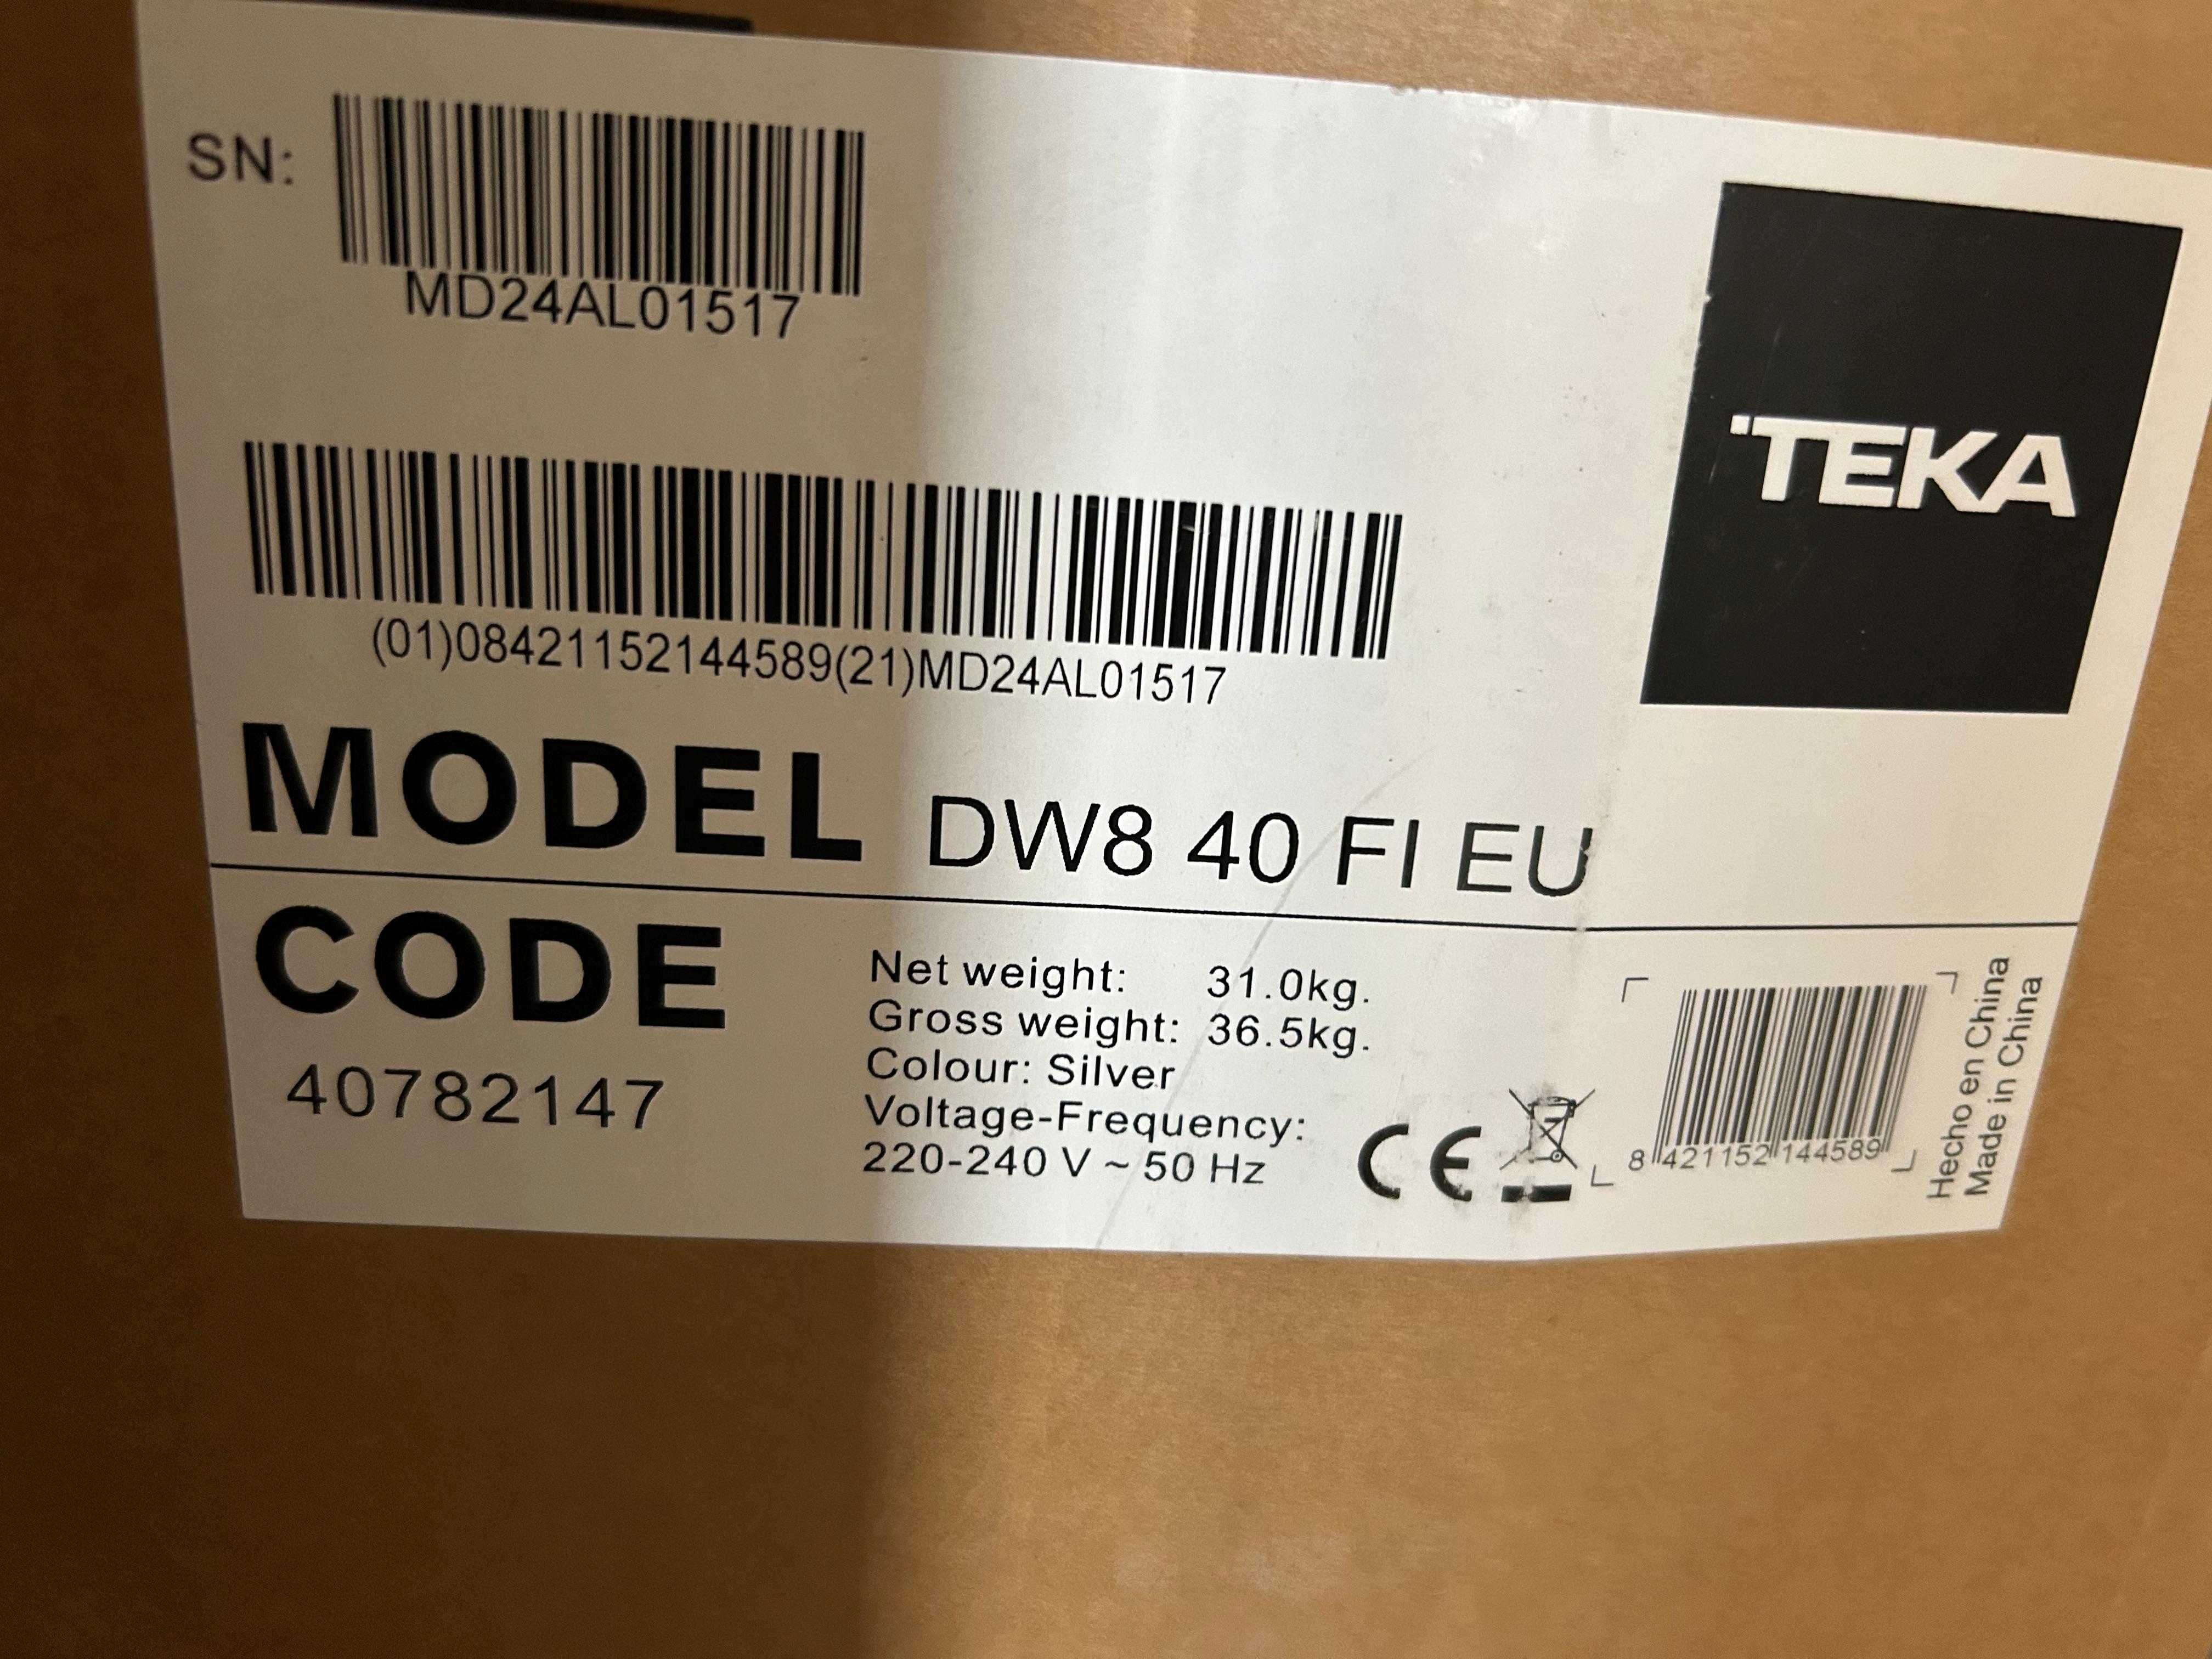 SN:
MD24AL01517
TEKA
(01)08421152144589(21)MD24AL01517
MODEL DW8 40 FI EU
CODE
40782147
Net weight: 31.0kg.
Gross weight: 36.5kg.
Colour: Silver
Voltage-Frequency:
220-240 V ~ 50 Hz
CE
8 421152 144589
Hecho en China
Made in China